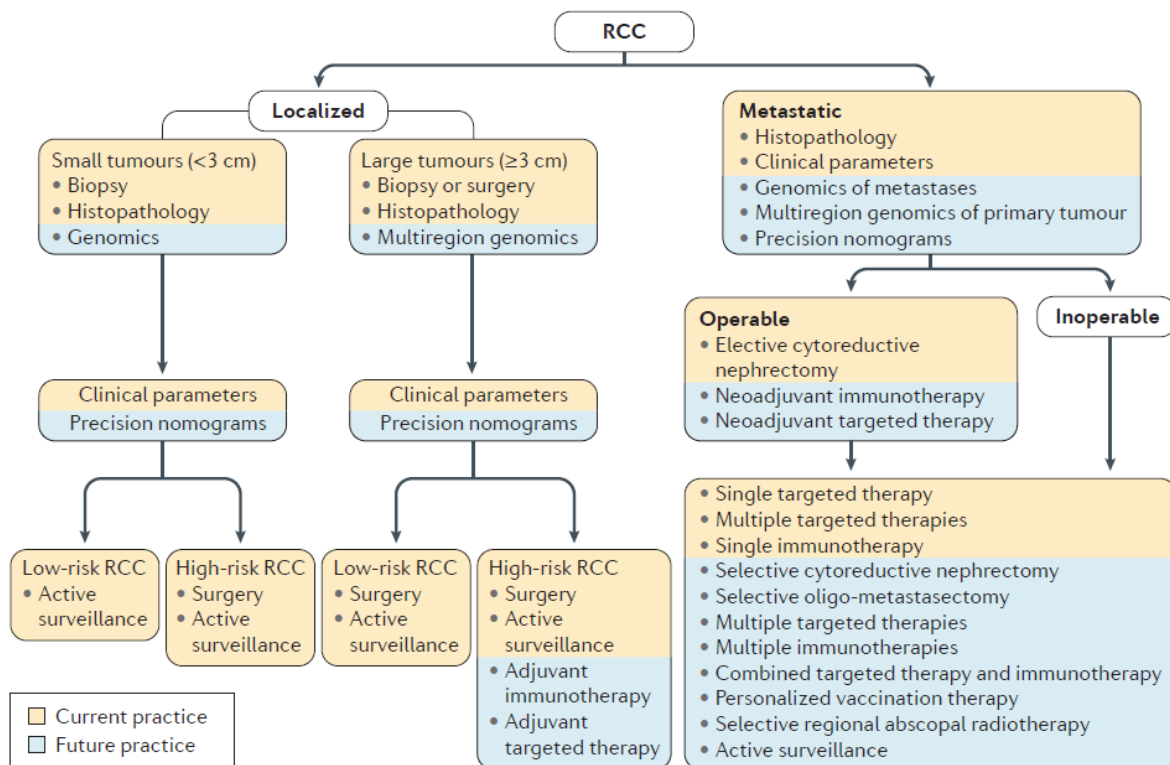 RCC
Localized
Small tumours (<3 cm)
• Biopsy
• Histopathology
• Genomics
Large tumours (≥3 cm)
• Biopsy or surgery
• Histopathology
• Multiregion genomics
Metastatic
• Histopathology
• Clinical parameters
• Genomics of metastases
• Multiregion genomics of primary tumour
• Precision nomograms
Operable
• Elective cytoreductive
nephrectomy
• Neoadjuvant immunotherapy
• Neoadjuvant targeted therapy
Inoperable
Clinical parameters
Precision nomograms
Clinical parameters
Precision nomograms
Low-risk RCC
• Active
surveillance
High-risk RCC
• Surgery
• Active
surveillance
Low-risk RCC
• Surgery
• Active
surveillance
High-risk RCC
• Surgery
• Active
surveillance
• Adjuvant
immunotherapy
• Adjuvant
targeted therapy
• Single targeted therapy
• Multiple targeted therapies
• Single immunotherapy
• Selective cytoreductive nephrectomy
• Selective oligo-metastasectomy
• Multiple targeted therapies
• Multiple immunotherapies
• Combined targeted therapy and immunotherapy
• Personalized vaccination therapy
• Selective regional abscopal radiotherapy
• Active surveillance
Current practice
Future practice